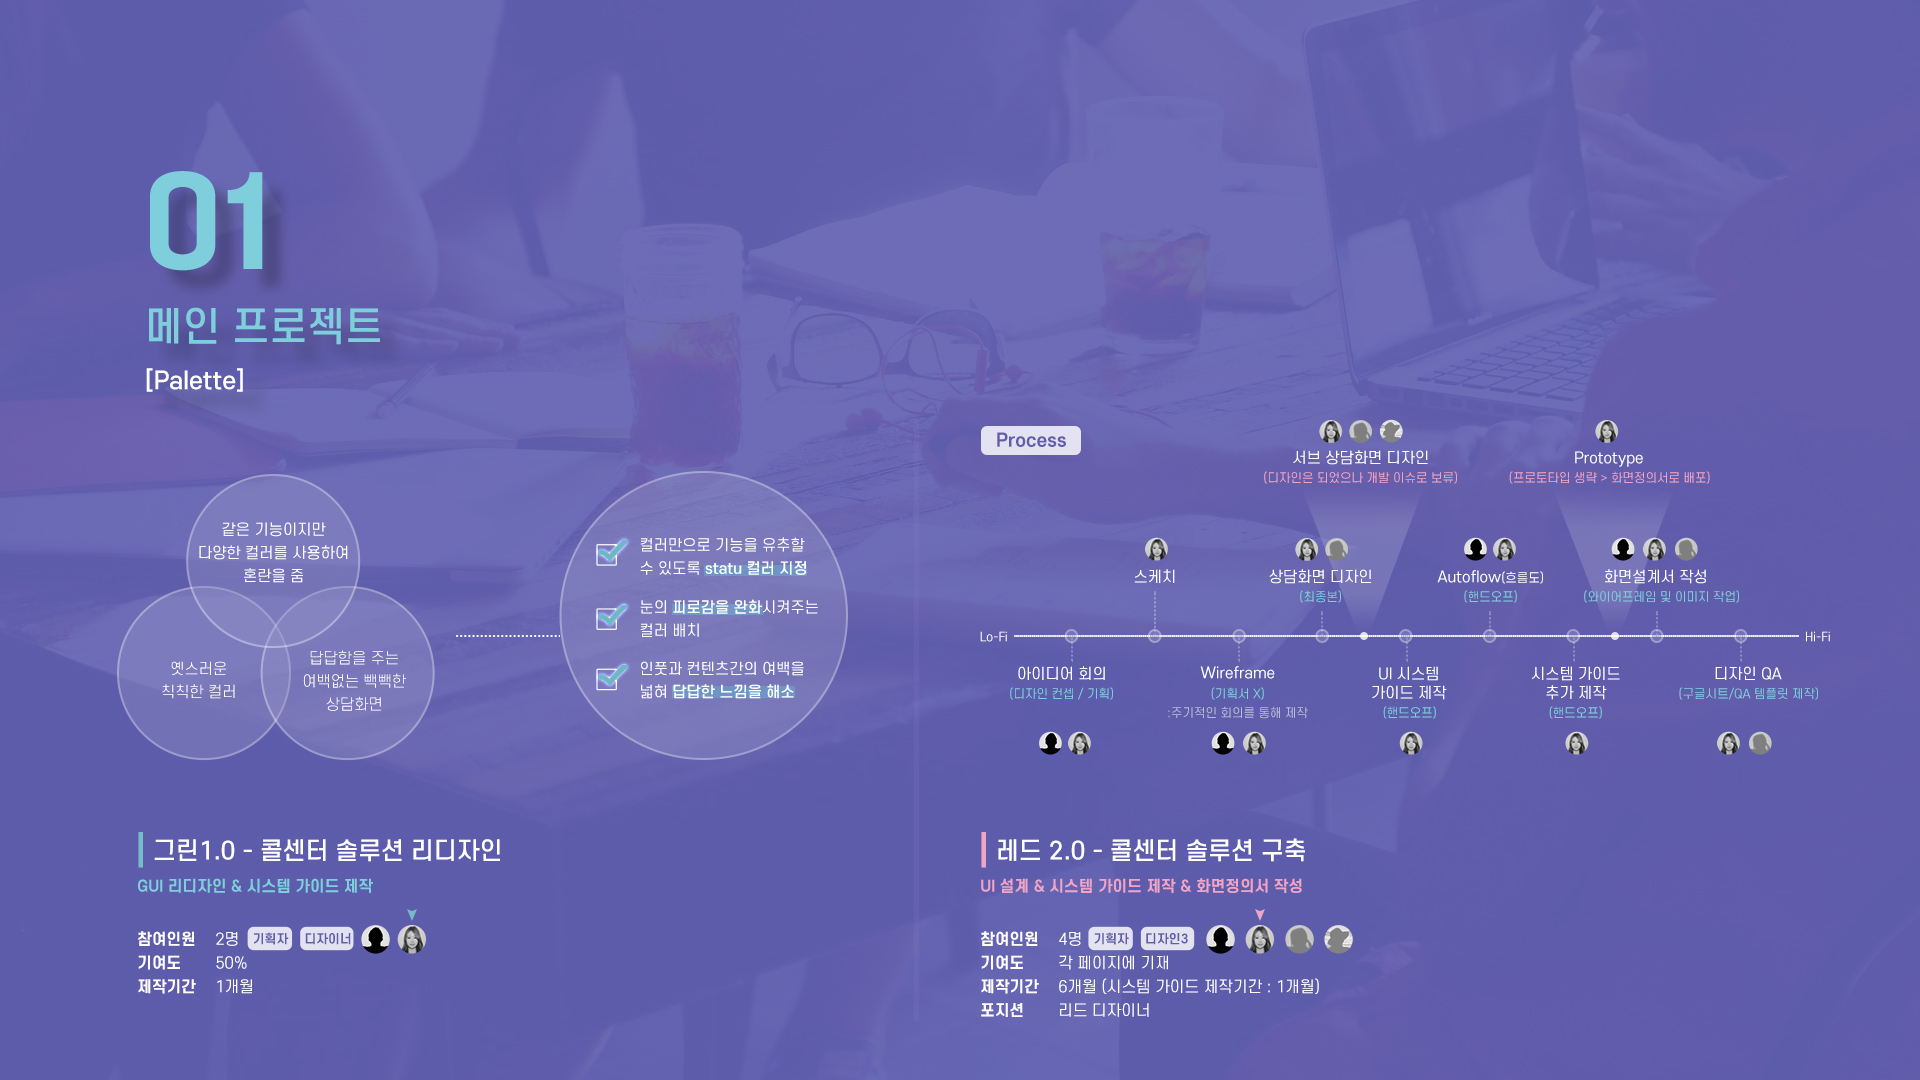 01
메인 프로젝트
[Palette]
같은 기능이지만
다양한 컬러를 사용하여
혼란을 줌
옛스러운
칙칙한 컬러
답답함을 주는
여백없는 빽빽한
상담화면
컬러만으로 기능을 유추할
수 있도록 statu 컬러 지정
눈의 피로감을 완화시켜주는
컬러 배치
인풋과 컨텐츠간의 여백을
넓혀 답답한 느낌을 해소
그린1.0 - 콜센터 솔루션 리디자인
GUI 리디자인 & 시스템 가이드 제작
참여인원 2명 기획자 디자이너
기여도 50%
제작기간 1개월
Process
서브 상담화면 디자인
(디자인은 되었으나 개발 이슈로 보류)
Prototype
(프로토타입 생략 > 화면정의서로 배포)
스케치
상담화면 디자인
(최종본)
Autoflow(흐름도)
(핸드오프)
화면설계서 작성
(와이어프레임 및 이미지 작업)
Lo-Fi
Hi-Fi
아이디어 회의
(디자인 컨셉 / 기획)
Wireframe
(기획서 X)
:주기적인 회의를 통해 제작
UI 시스템
가이드 제작
(핸드오프)
시스템 가이드
추가 제작
(핸드오프)
디자인 QA
(구글시트/QA 템플릿 제작)
레드 2.0 - 콜센터 솔루션 구축
UI 설계 & 시스템 가이드 제작 & 화면정의서 작성
참여인원 4명 기획자 디자인3
기여도 각 페이지에 기재
제작기간 6개월 (시스템 가이드 제작기간 : 1개월)
포지션 리드 디자이너